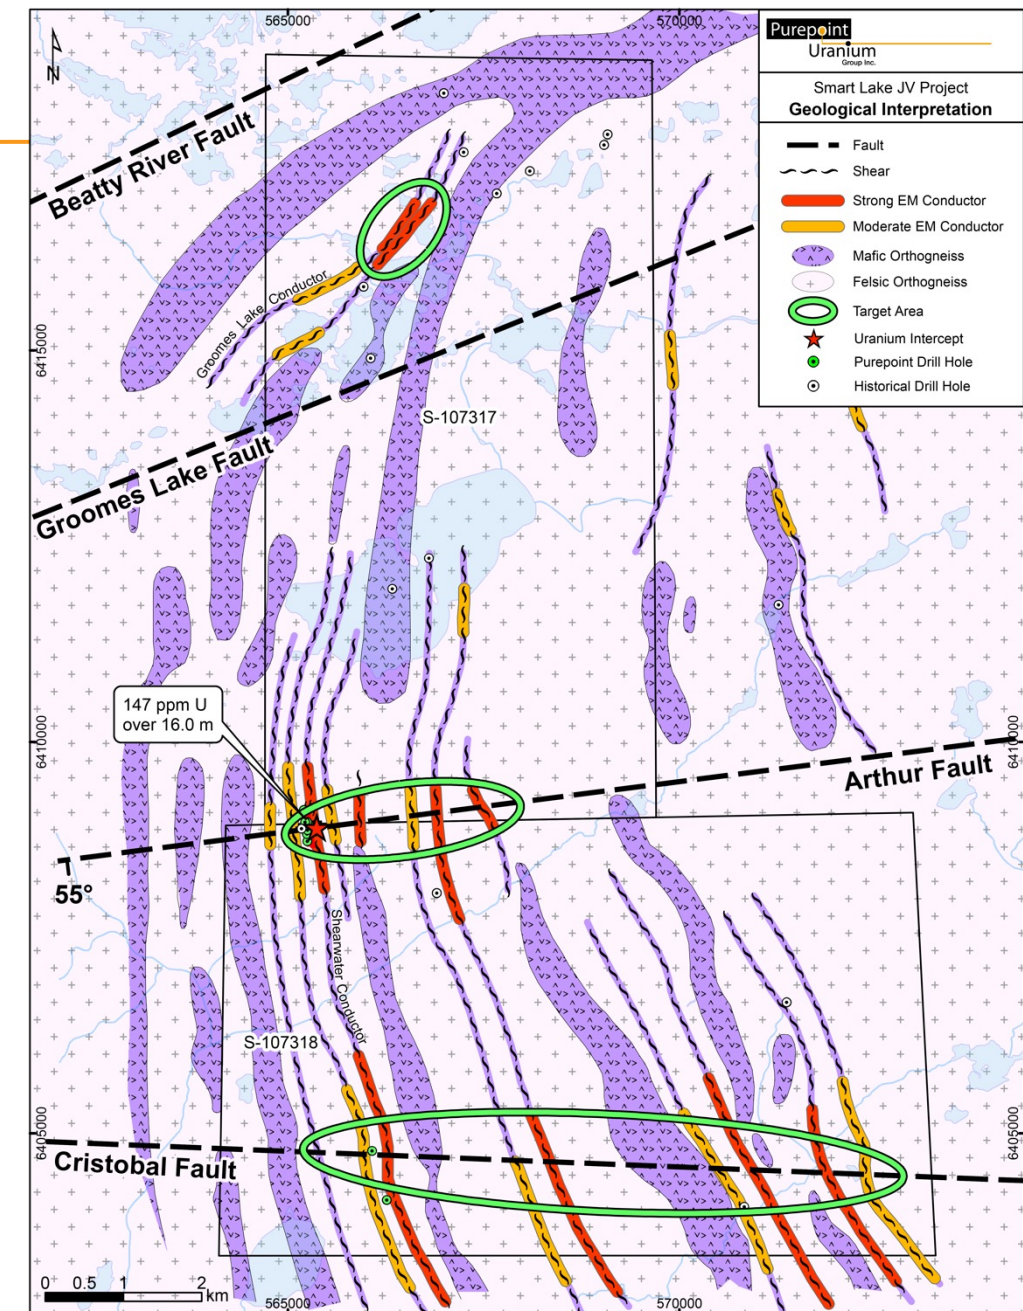 565000
570000
N
Purepoint
Uranium
Group Inc.
Smart Lake JV Project
Geological Interpretation
Fault
Shear
Strong EM Conductor
Moderate EM Conductor
Mafic Orthogneiss
Felsic Orthogneiss
Target Area
Uranium Intercept
Purepoint Drill Hole
Historical Drill Hole
Beatty River Fault
Groomes Lake Conductor
6415000
S-107317
Groomes Lake Fault
147 ppm U
over 16.0 m
6410000
6410000
Arthur Fault
55°
Shearwater Conductor
S-107318
6405000
6405000
Cristobal Fault
0 0.5 1 2
km
565000
570000